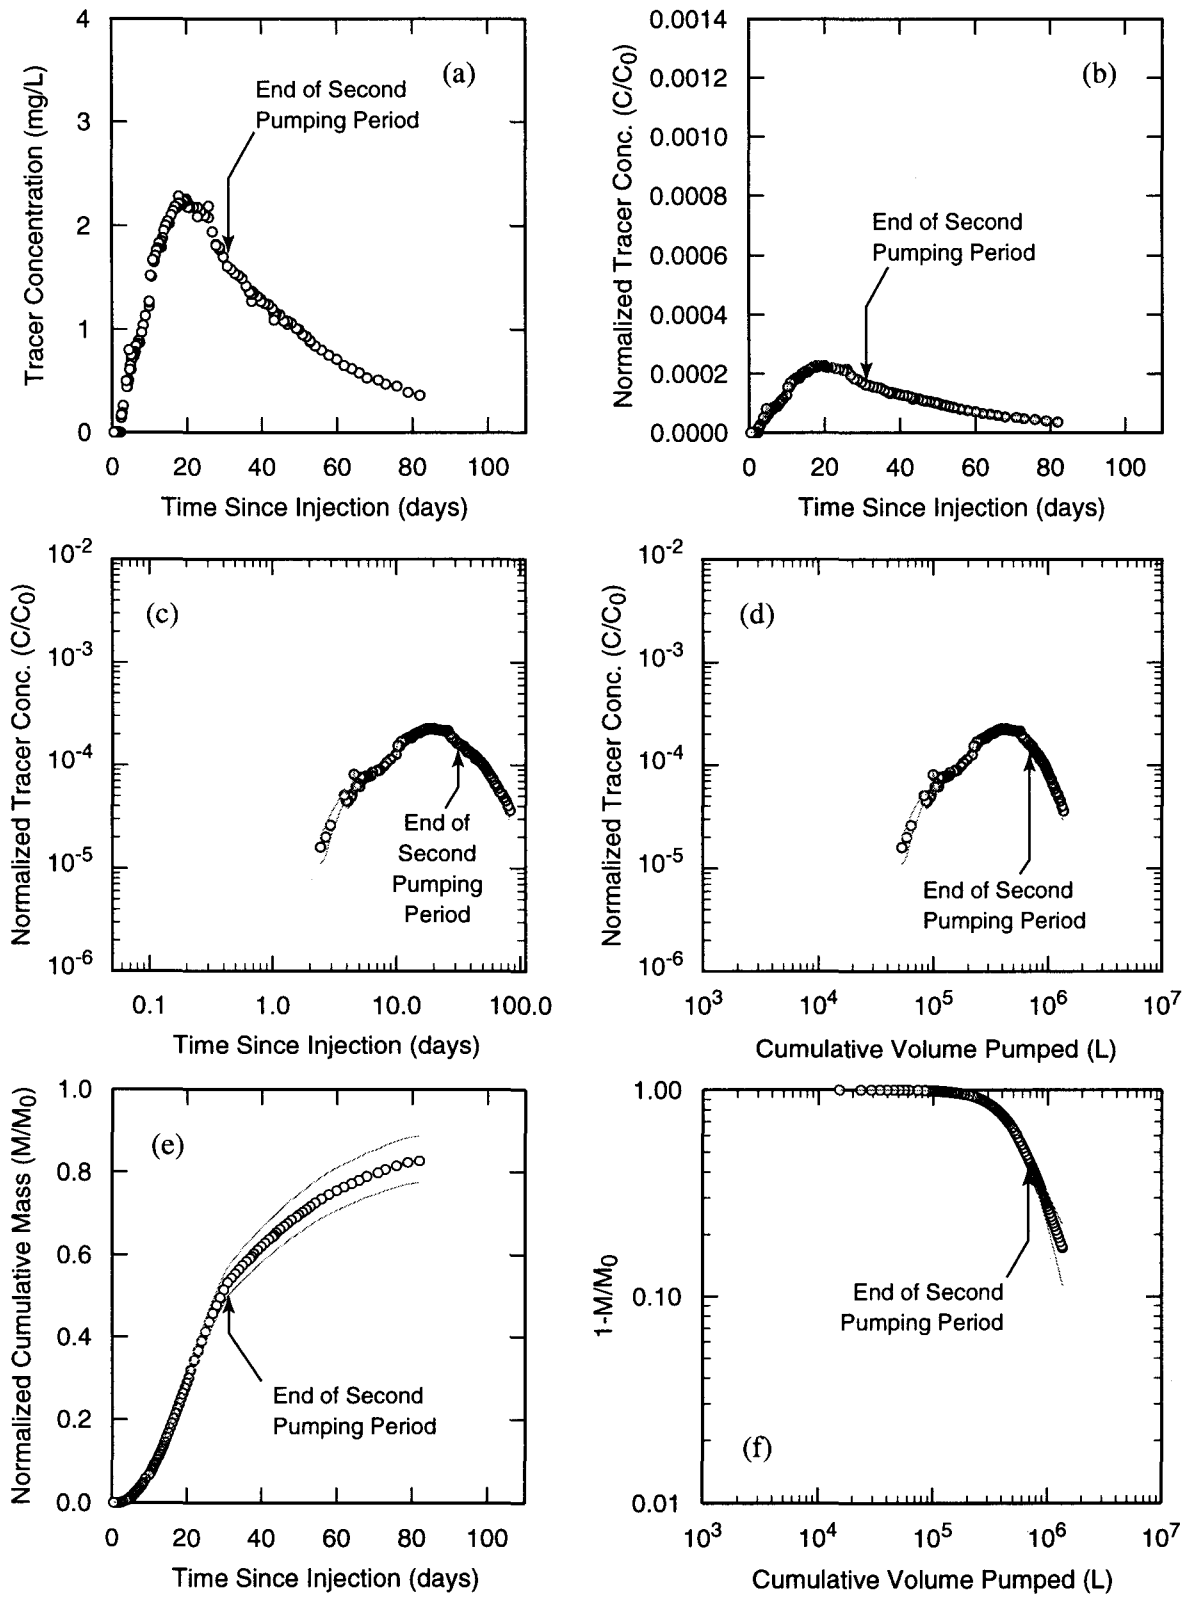 (a)
Tracer Concentration (mg/L)
4
3
2
1
0
End of Second
Pumping Period
0 20 40 60 80 100
Time Since Injection (days)
(b)
Normalized Tracer Conc. (C/C0)
0.0014
0.0012
0.0010
0.0008
0.0006
0.0004
0.0002
0.0000
End of Second
Pumping Period
0 20 40 60 80 100
Time Since Injection (days)
(c)
Normalized Tracer Conc. (C/C0)
10-2
10-3
10-4
10-5
10-6
End of
Second
Pumping
Period
0.1 1.0 10.0 100.0
Time Since Injection (days)
(d)
Normalized Tracer Conc. (C/C0)
10-2
10-3
10-4
10-5
10-6
End of Second
Pumping Period
103 104 105 106 107
Cumulative Volume Pumped (L)
(e)
Normalized Cumulative Mass (M/M0)
1.0
0.8
0.6
0.4
0.2
0.0
End of Second
Pumping Period
0 20 40 60 80 100
Time Since Injection (days)
1-M/M0
1.00
0.10
0.01
End of Second
Pumping Period
(f)
103 104 105 106 107
Cumulative Volume Pumped (L)